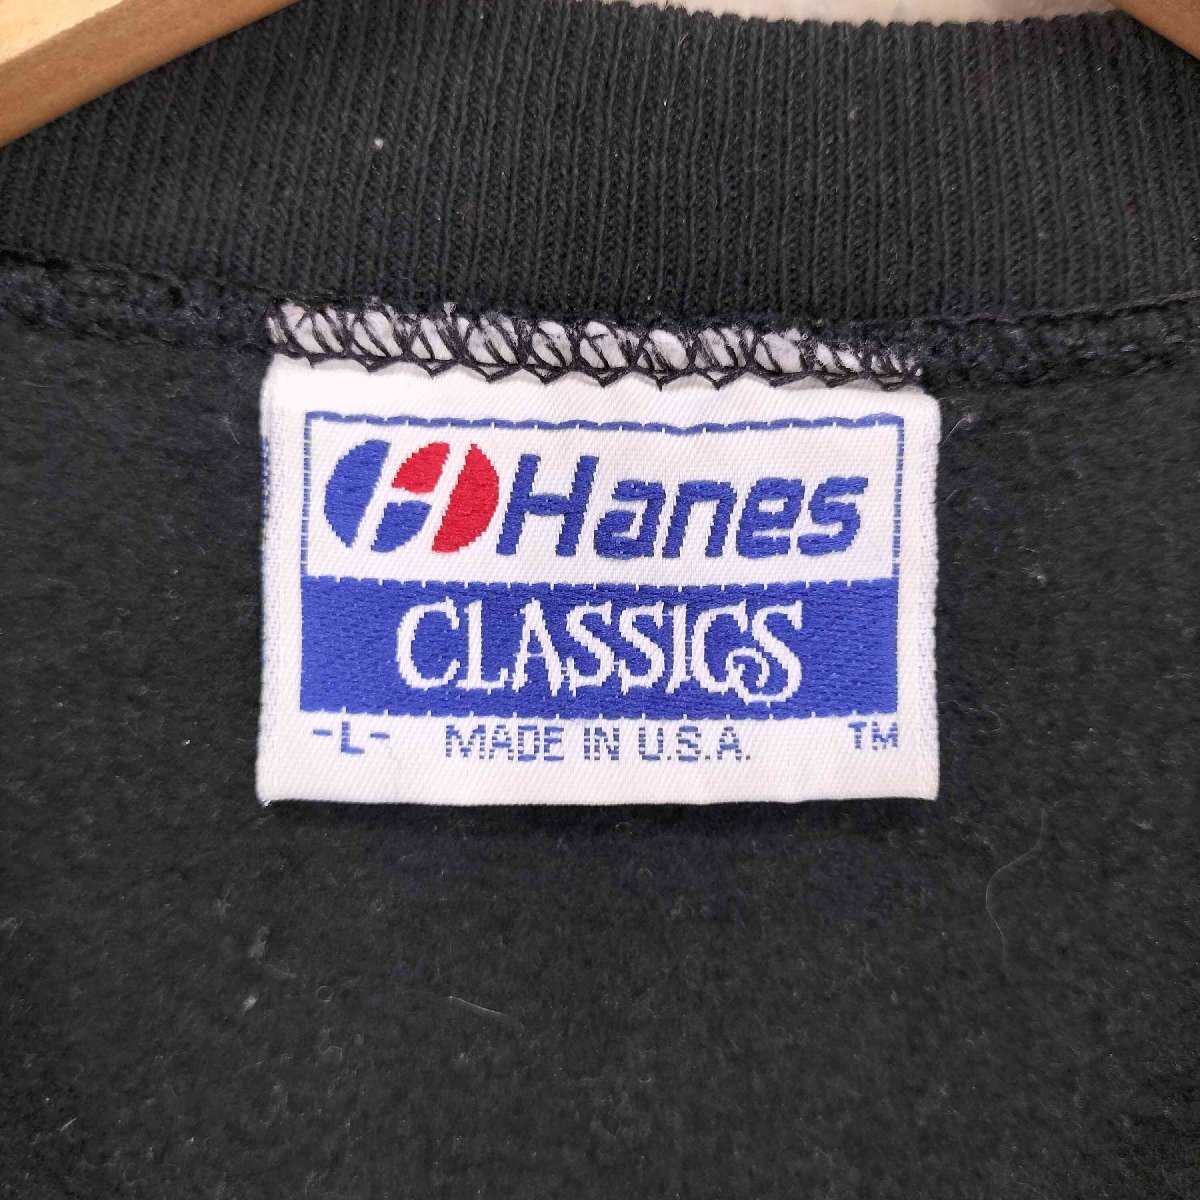 Hanes
CLASSICS
-L- MADE IN U.S.A. TM